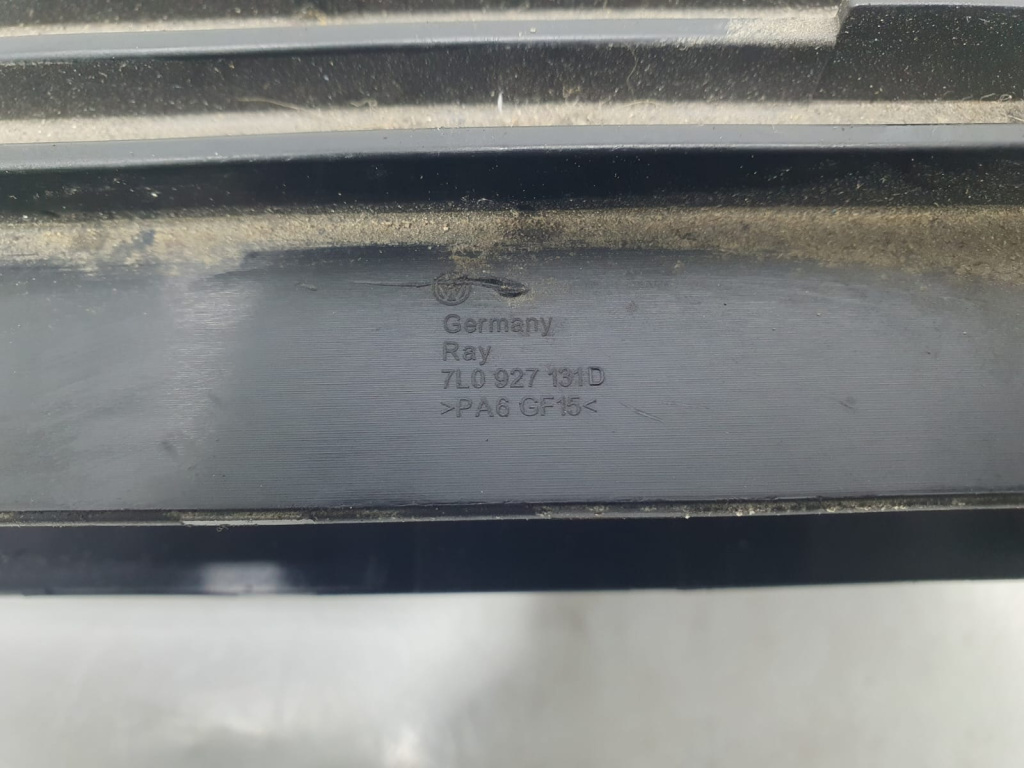 Germany
Ray
7L0 927 131D
>PA6 GF15<